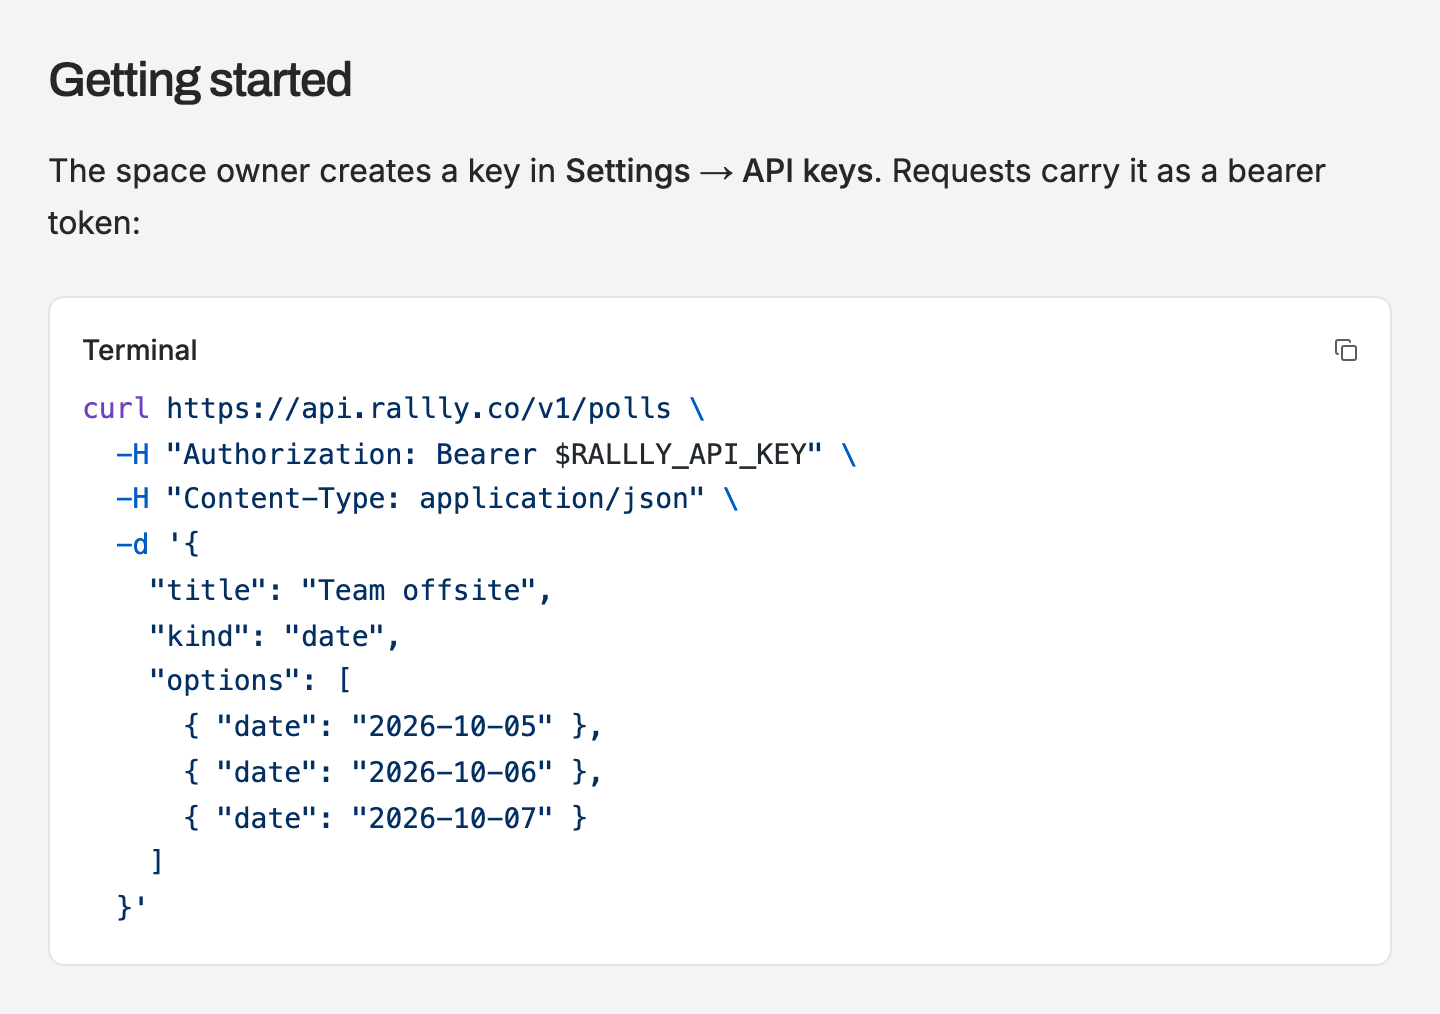 Getting started
The space owner creates a key in Settings → API keys. Requests carry it as a bearer
token:
Terminal
curl https://api.rallly.co/v1/polls \
  -H "Authorization: Bearer $RALLLY_API_KEY" \
  -H "Content-Type: application/json" \
  -d '{
    "title": "Team offsite",
    "kind": "date",
    "options": [
      { "date": "2026-10-05" },
      { "date": "2026-10-06" },
      { "date": "2026-10-07" }
    ]
  }'